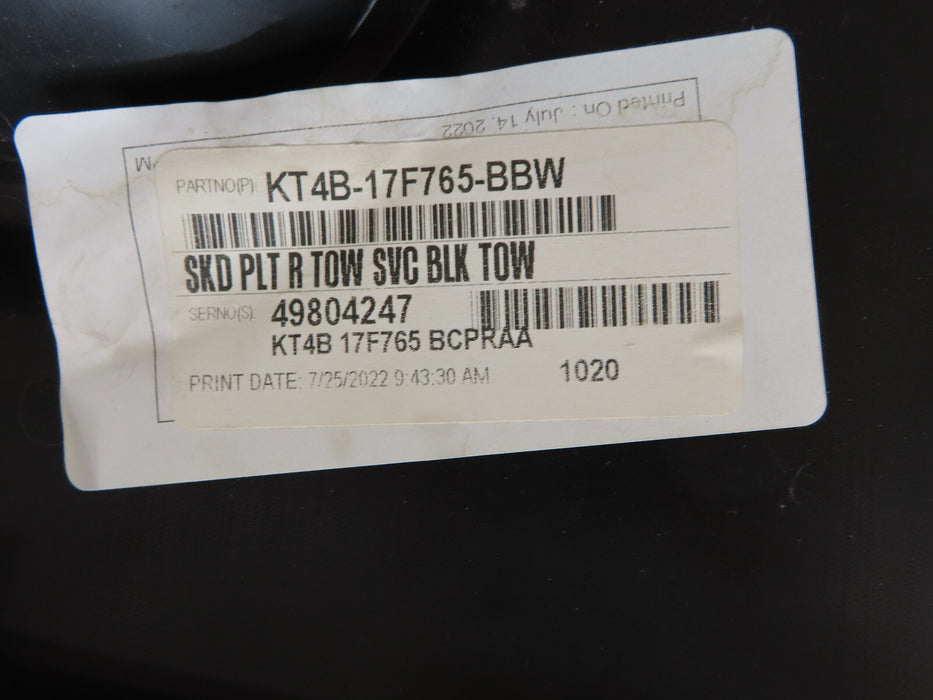 Printed On : July 14, 2022
PARTNO(P): KT4B-17F765-BBW
SKD PLT R TOW SVC BLK TOW
SERNO(S): 49804247
KT4B 17F765 BCPRAA
PRINT DATE: 7/25/2022 9:43:30 AM 1020